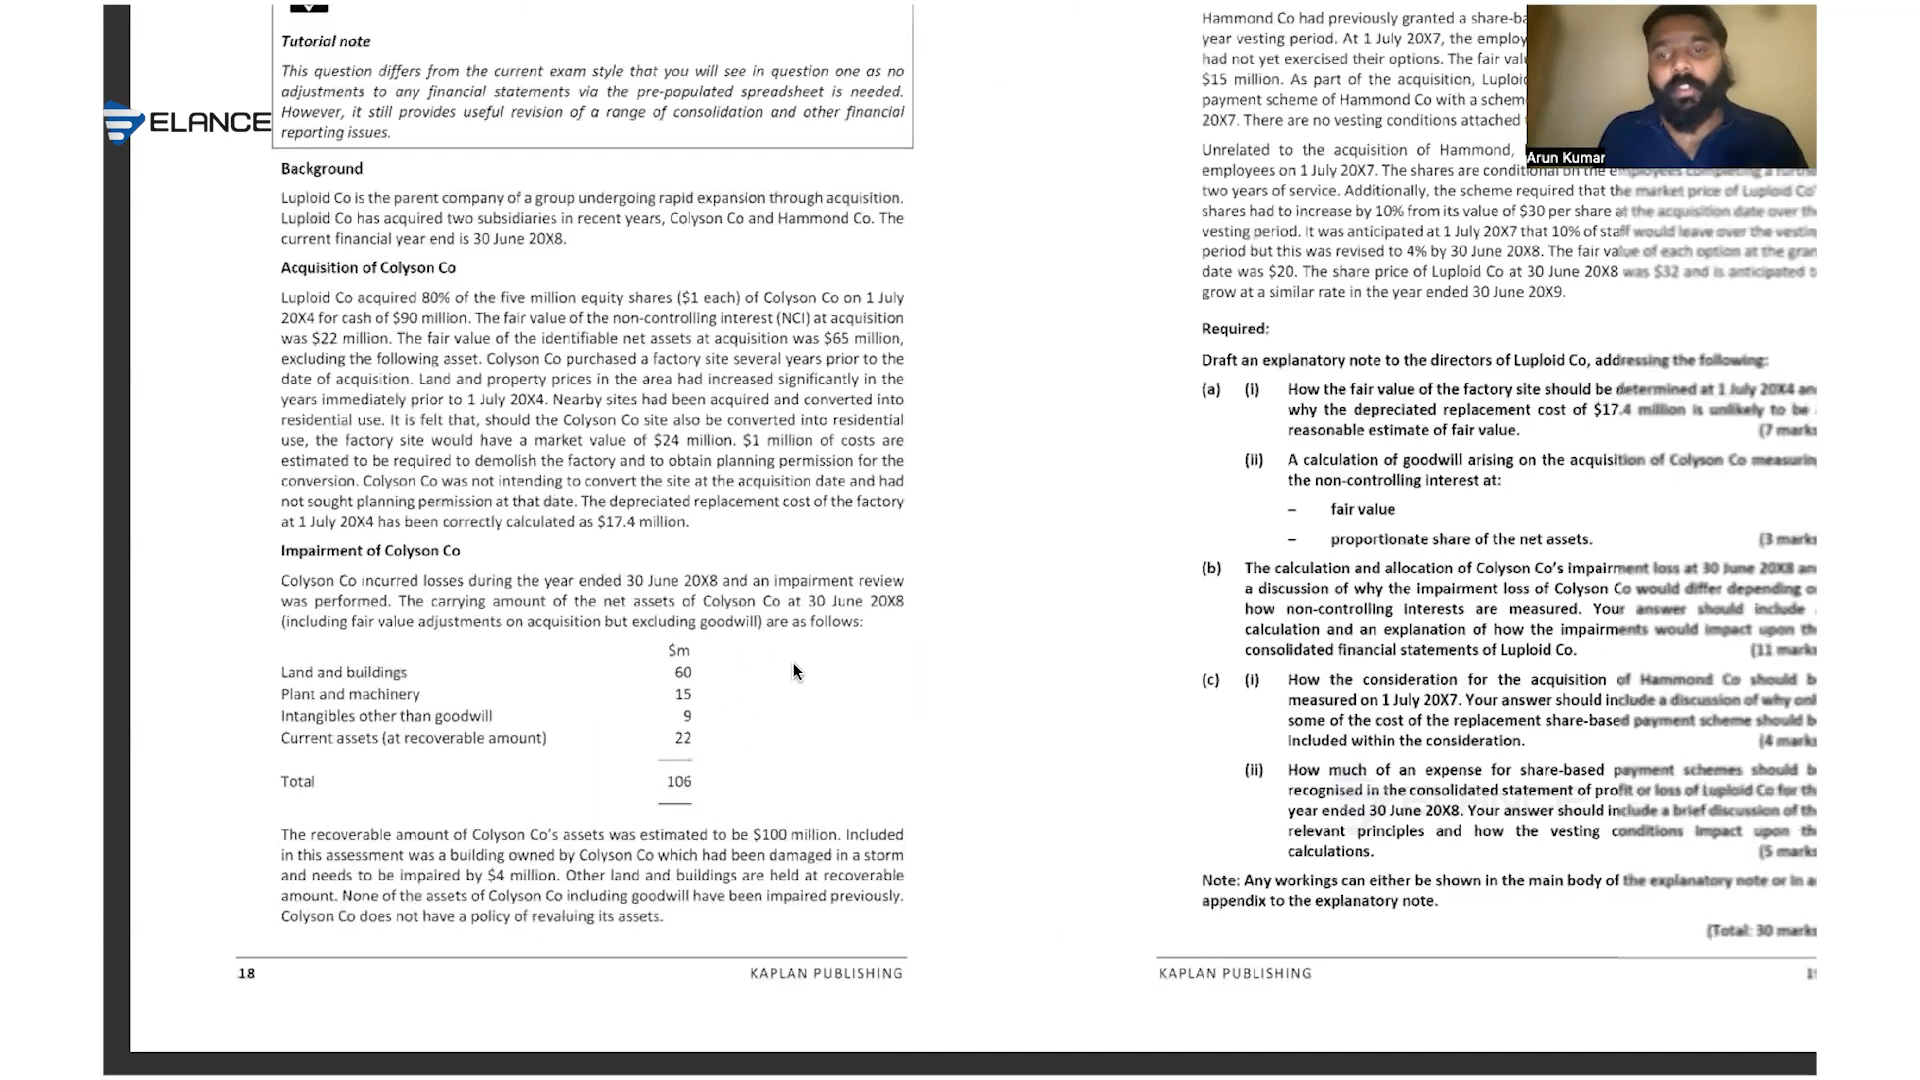 Tutorial note
This question differs from the current exam style that you will see in question one as no
adjustments to any financial statements via the pre-populated spreadsheet is needed.
However, it still provides useful revision of a range of consolidation and other financial
reporting issues.
ELANCE
Background
Luploid Co is the parent company of a group undergoing rapid expansion through acquisition.
Luploid Co has acquired two subsidiaries in recent years, Colyson Co and Hammond Co. The
current financial year end is 30 June 20X8.
Acquisition of Colyson Co
Luploid Co acquired 80% of the five million equity shares ($1 each) of Colyson Co on 1 July
20X4 for cash of $90 million. The fair value of the non-controlling interest (NCI) at acquisition
was $22 million. The fair value of the identifiable net assets at acquisition was $65 million,
excluding the following asset. Colyson Co purchased a factory site several years prior to the
date of acquisition. Land and property prices in the area had increased significantly in the
years immediately prior to 1 July 20X4. Nearby sites had been acquired and converted into
residential use. It is felt that, should the Colyson Co site also be converted into residential
use, the factory site would have a market value of $24 million. $1 million of costs are
estimated to be required to demolish the factory and to obtain planning permission for the
conversion. Colyson Co was not intending to convert the site at the acquisition date and had
not sought planning permission at that date. The depreciated replacement cost of the factory
at 1 July 20X4 has been correctly calculated as $17.4 million.
Impairment of Colyson Co
Colyson Co incurred losses during the year ended 30 June 20X8 and an impairment review
was performed. The carrying amount of the net assets of Colyson Co at 30 June 20X8
(including fair value adjustments on acquisition but excluding goodwill) are as follows:
$m
Land and buildings 60
Plant and machinery 15
Intangibles other than goodwill 9
Current assets (at recoverable amount) 22
Total 106
The recoverable amount of Colyson Co's assets was estimated to be $100 million. Included
in this assessment was a building owned by Colyson Co which had been damaged in a storm
and needs to be impaired by $4 million. Other land and buildings are held at recoverable
amount. None of the assets of Colyson Co including goodwill have been impaired previously.
Colyson Co does not have a policy of revaluing its assets.
18 KAPLAN PUBLISHING
Hammond Co had previously granted a share-ba
year vesting period. At 1 July 20X7, the employ
had not yet exercised their options. The fair val
$15 million. As part of the acquisition, Luploi
payment scheme of Hammond Co with a schem
20X7. There are no vesting conditions attached
Arun Kumar
Unrelated to the acquisition of Hammond,
employees on 1 July 20X7. The shares are conditional on the employees completing a further
two years of service. Additionally, the scheme required that the market price of Luploid Co'
shares had to increase by 10% from its value of $30 per share at the acquisition date over th
vesting period. It was anticipated at 1 July 20X7 that 10% of staff would leave over the vestin
period but this was revised to 4% by 30 June 20X8. The fair value of each option at the gran
date was $20. The share price of Luploid Co at 30 June 20X8 was $32 and is anticipated t
grow at a similar rate in the year ended 30 June 20X9.
Required:
Draft an explanatory note to the directors of Luploid Co, addressing the following:
(a) (i) How the fair value of the factory site should be determined at 1 July 20X4 an
why the depreciated replacement cost of $17.4 million is unlikely to be
reasonable estimate of fair value. (7 marks
(ii) A calculation of goodwill arising on the acquisition of Colyson Co measurin
the non-controlling interest at:
– fair value
– proportionate share of the net assets. (3 marks
(b) The calculation and allocation of Colyson Co's impairment loss at 30 June 20X8 an
a discussion of why the impairment loss of Colyson Co would differ depending o
how non-controlling interests are measured. Your answer should include
calculation and an explanation of how the impairments would impact upon th
consolidated financial statements of Luploid Co. (11 marks
(c) (i) How the consideration for the acquisition of Hammond Co should b
measured on 1 July 20X7. Your answer should include a discussion of why onl
some of the cost of the replacement share-based payment scheme should b
included within the consideration. (4 marks
(ii) How much of an expense for share-based payment schemes should b
recognised in the consolidated statement of profit or loss of Luploid Co for th
year ended 30 June 20X8. Your answer should include a brief discussion of th
relevant principles and how the vesting conditions impact upon th
calculations. (5 marks
Note: Any workings can either be shown in the main body of the explanatory note or in a
appendix to the explanatory note.
(Total: 30 marks
KAPLAN PUBLISHING